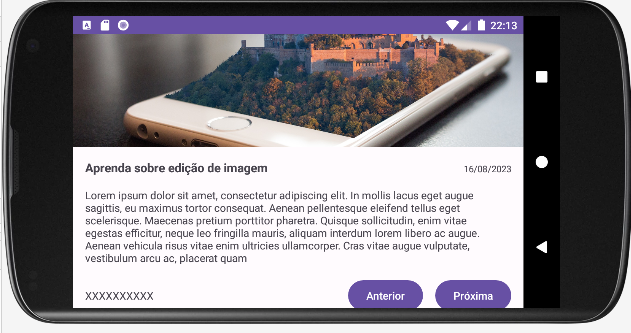 22:13
Aprenda sobre edição de imagem
16/08/2023
Lorem ipsum dolor sit amet, consectetur adipiscing elit. In mollis lacus eget augue
sagittis, eu maximus tortor consequat. Aenean pellentesque eleifend tellus eget
scelerisque. Maecenas pretium porttitor pharetra. Quisque sollicitudin, enim vitae
egestas efficitur, neque leo fringilla mauris, aliquam interdum lorem libero ac augue.
Aenean vehicula risus vitae enim ultricies ullamcorper. Cras vitae augue vulputate,
vestibulum arcu ac, placerat quam
XXXXXXXXXX
Anterior
Próxima